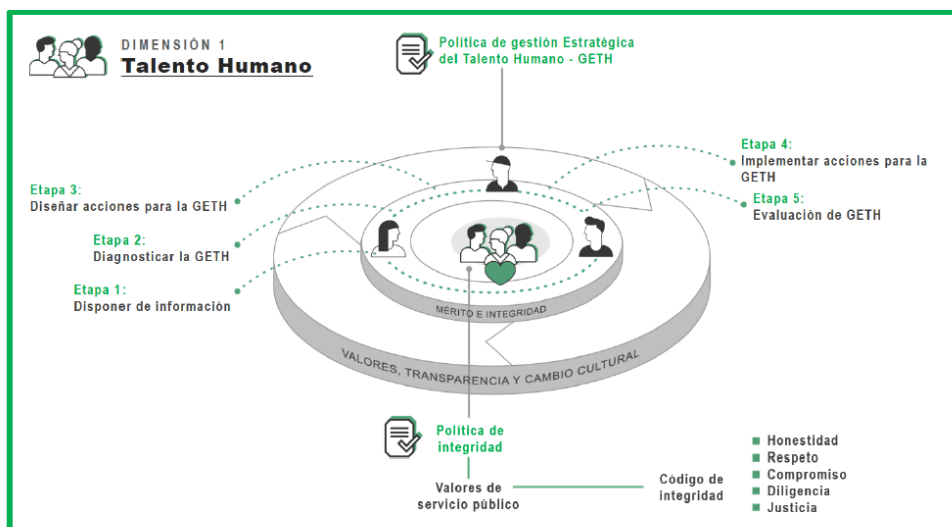 DIMENSIÓN 1
Talento Humano
Política de gestión Estratégica
del Talento Humano - GETH
Etapa 3:
Diseñar acciones para la GETH
Etapa 2:
Diagnosticar la GETH
Etapa 1:
Disponer de información
Etapa 4:
Implementar acciones para la
GETH
Etapa 5:
Evaluación de GETH
MÉRITO E INTEGRIDAD
VALORES, TRANSPARENCIA Y CAMBIO CULTURAL
Política de
integridad
Valores de
servicio público
Código de
integridad
Honestidad
Respeto
Compromiso
Diligencia
Justicia